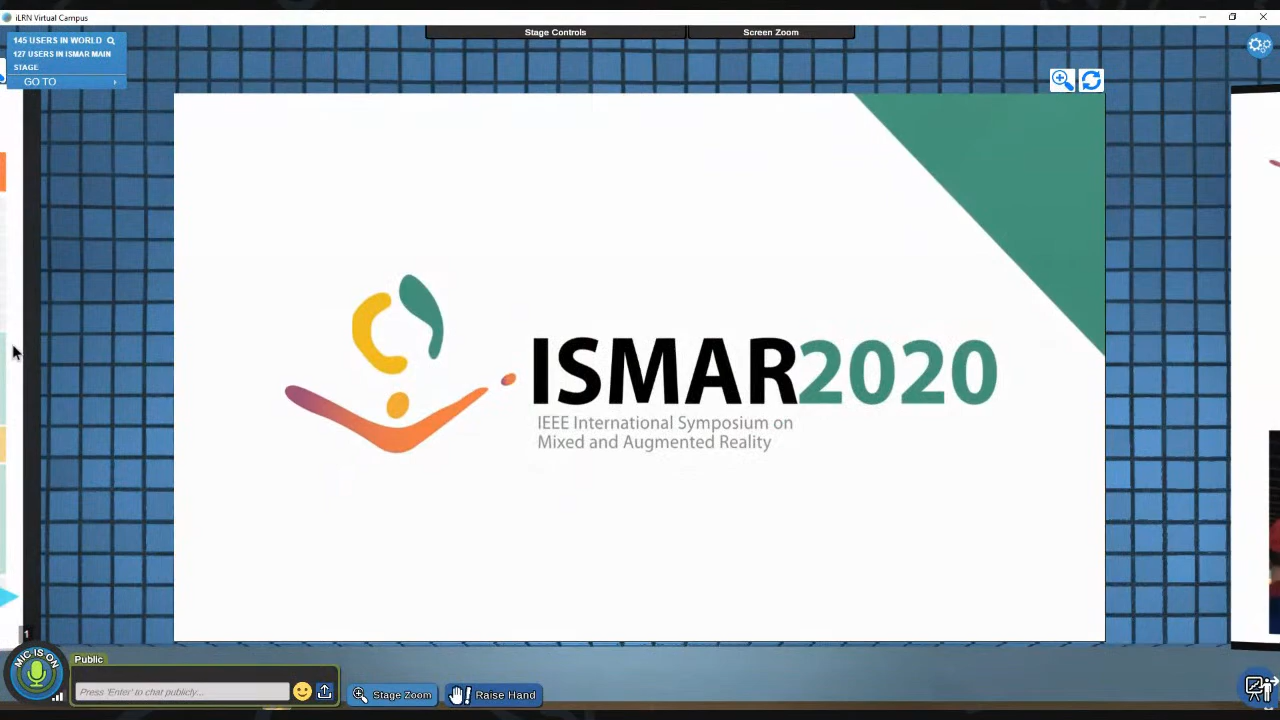 iLRN Virtual Campus
145 USERS IN WORLD
127 USERS IN ISMAR MAIN
STAGE
GO TO
Stage Controls
Screen Zoom
ISMAR2020
IEEE International Symposium on
Mixed and Augmented Reality
1
MIC IS ON
Public
Press 'Enter' to chat publicly...
Stage Zoom
Raise Hand